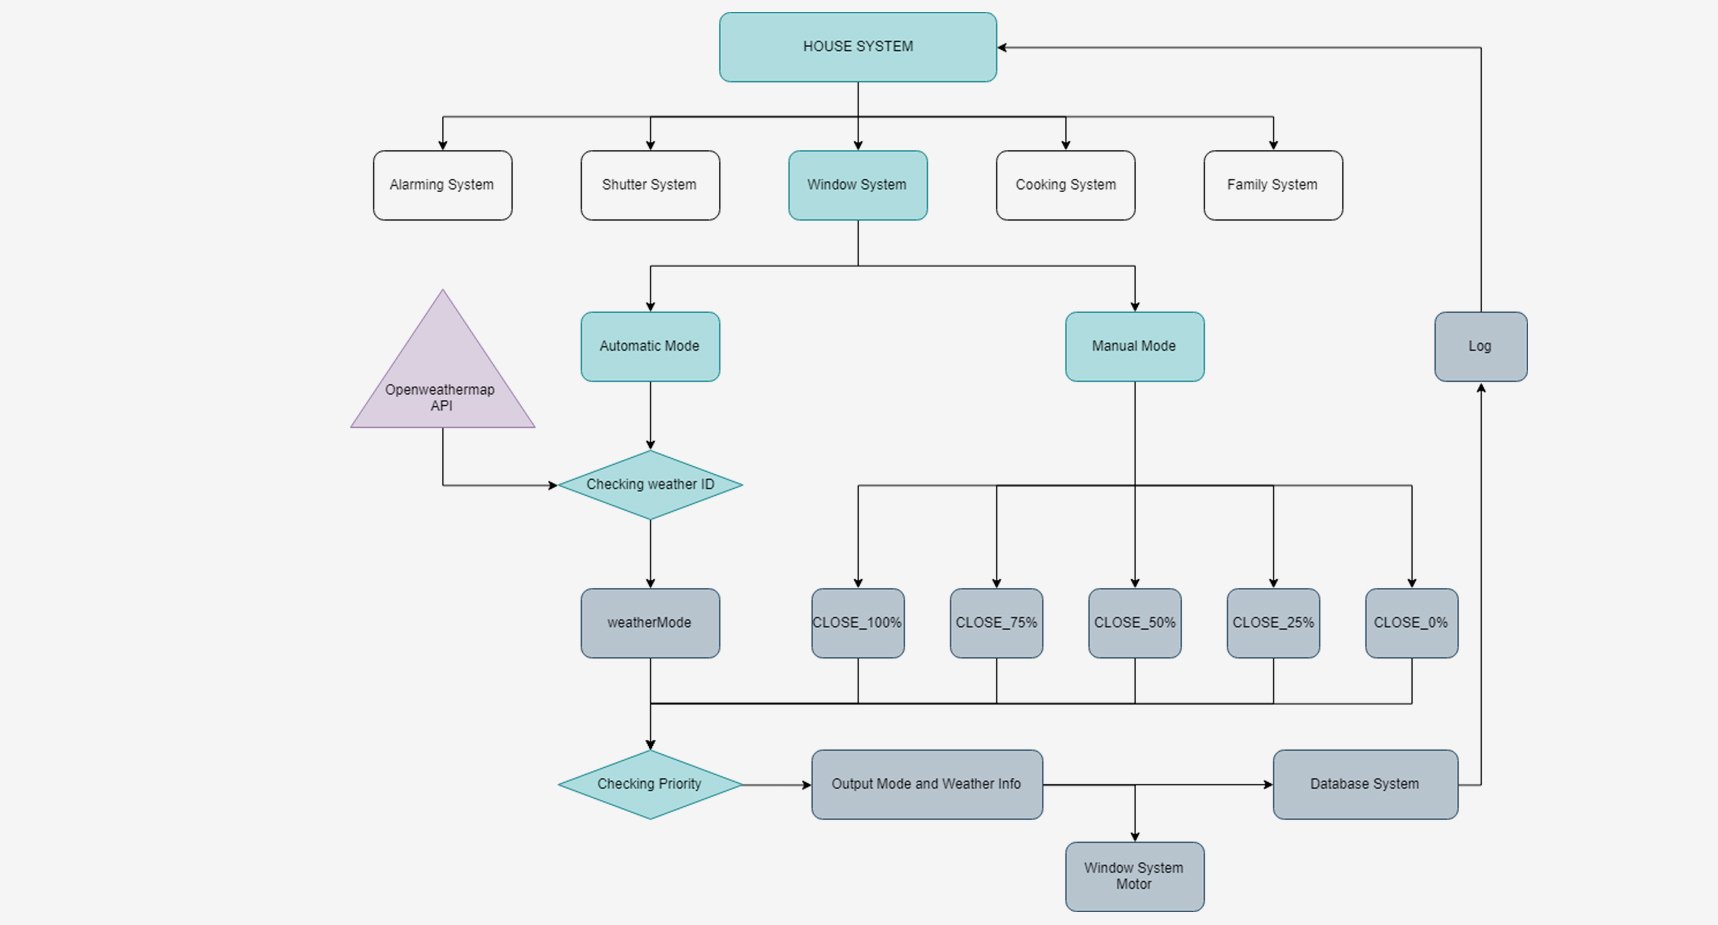 HOUSE SYSTEM
Alarming System
Shutter System
Window System
Cooking System
Family System
Openweathermap
API
Automatic Mode
Manual Mode
Log
Checking weather ID
weatherMode
CLOSE_100%
CLOSE_75%
CLOSE_50%
CLOSE_25%
CLOSE_0%
Checking Priority
Output Mode and Weather Info
Database System
Window System
Motor